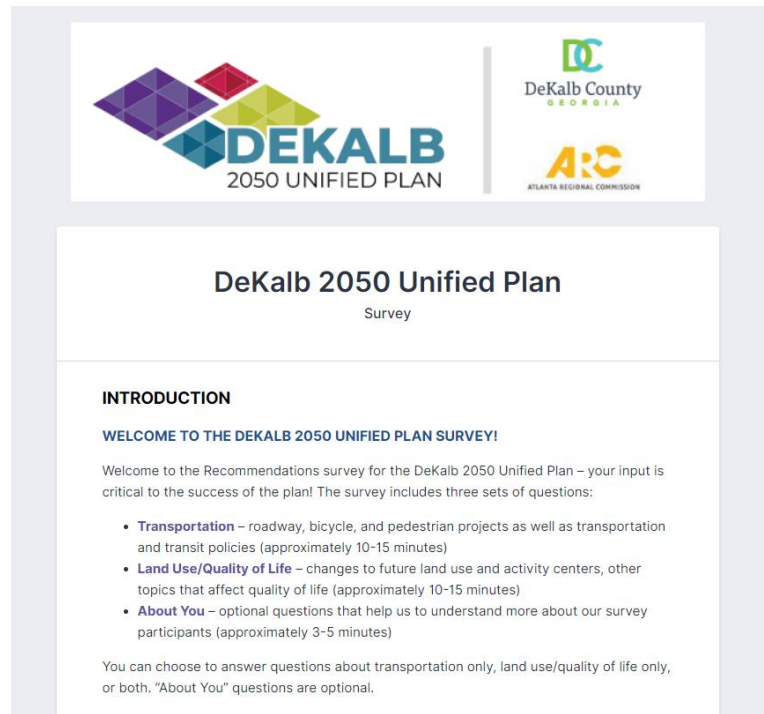 DEKALB
2050 UNIFIED PLAN
DC
DeKalb County
GEORGIA
ARC
ATLANTA REGIONAL COMMISSION
DeKalb 2050 Unified Plan
Survey
INTRODUCTION
WELCOME TO THE DEKALB 2050 UNIFIED PLAN SURVEY!
Welcome to the Recommendations survey for the DeKalb 2050 Unified Plan – your input is
critical to the success of the plan! The survey includes three sets of questions:
• Transportation – roadway, bicycle, and pedestrian projects as well as transportation
and transit policies (approximately 10-15 minutes)
• Land Use/Quality of Life – changes to future land use and activity centers, other
topics that affect quality of life (approximately 10-15 minutes)
• About You – optional questions that help us to understand more about our survey
participants (approximately 3-5 minutes)
You can choose to answer questions about transportation only, land use/quality of life only,
or both. “About You” questions are optional.